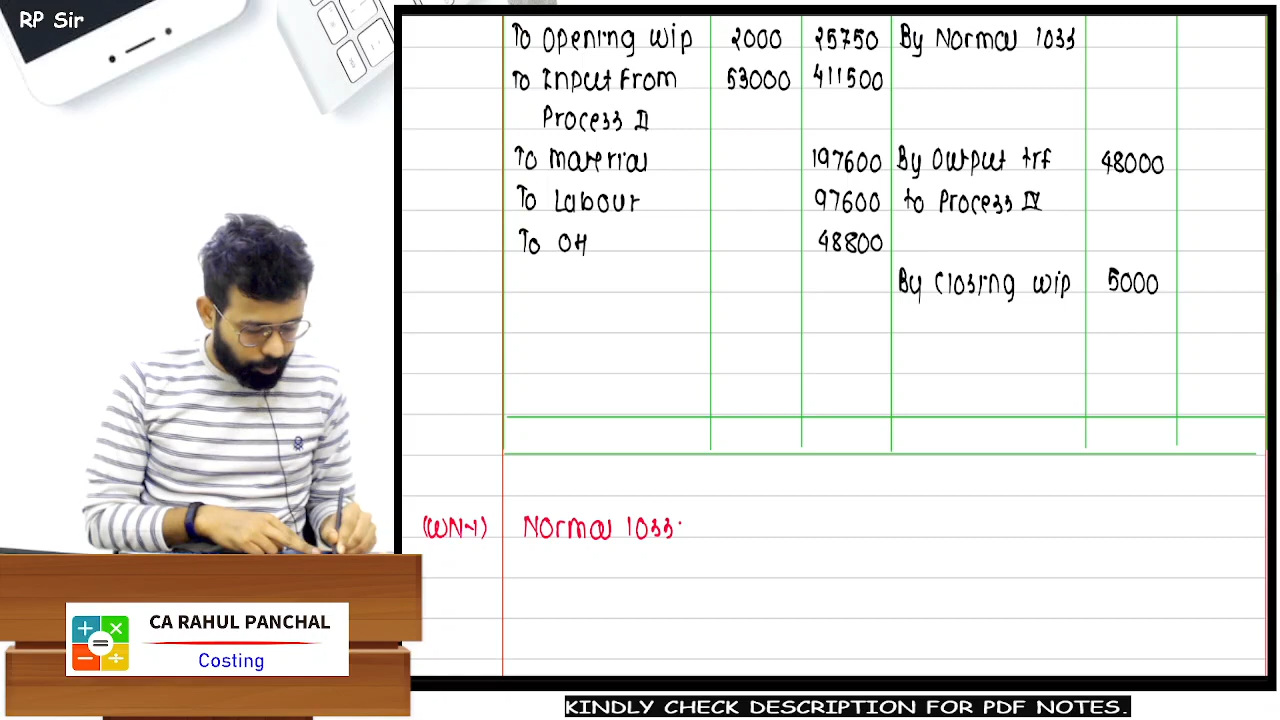 RP Sir
To Opening Wip 2000 25750 By Normal loss
To Input From 53000 411500
Process II
To Material 197600 By Output trf 48000
To Labour 97600 to Process IV
To OH 48800
By Closing Wip 5000
(WN-1) Normal loss
CA RAHUL PANCHAL
Costing
KINDLY CHECK DESCRIPTION FOR PDF NOTES.